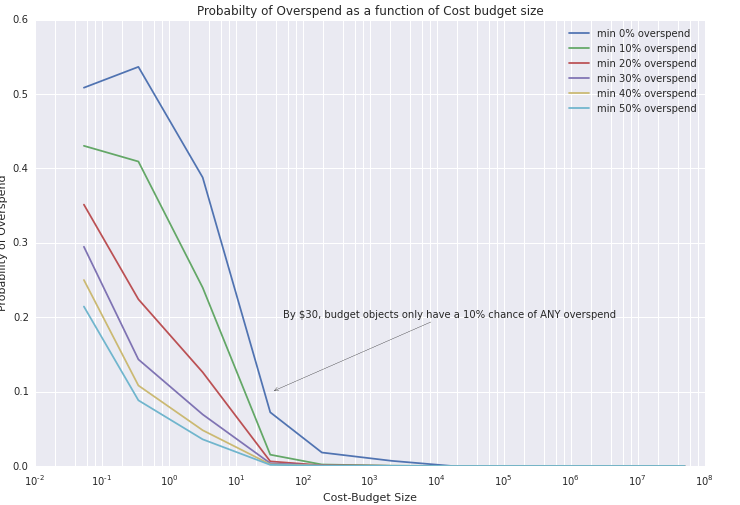 Probabilty of Overspend as a function of Cost budget size
min 0% overspend
min 10% overspend
min 20% overspend
min 30% overspend
min 40% overspend
min 50% overspend
0.6
0.5
0.4
0.3
0.2
0.1
0.0
Probability of Overspend
By $30, budget objects only have a 10% chance of ANY overspend
10⁻² 10⁻¹ 10⁰ 10¹ 10² 10³ 10⁴ 10⁵ 10⁶ 10⁷ 10⁸
Cost-Budget Size